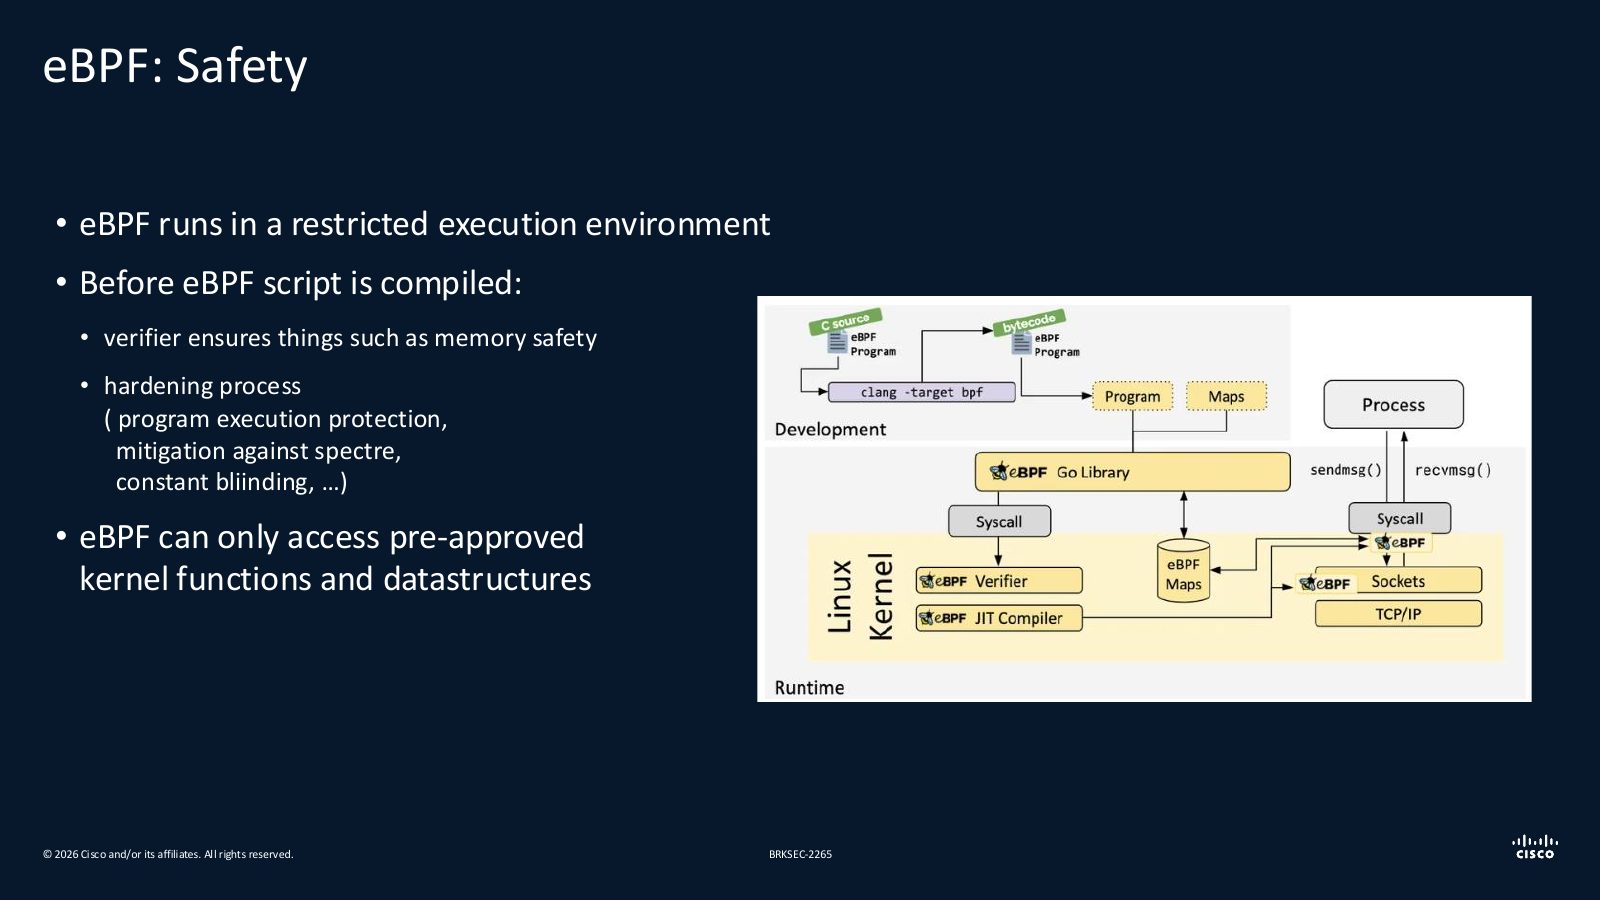 eBPF: Safety
• eBPF runs in a restricted execution environment
• Before eBPF script is compiled:
• verifier ensures things such as memory safety
• hardening process
( program execution protection,
mitigation against spectre,
constant bliinding, …)
• eBPF can only access pre-approved
kernel functions and datastructures
C source
eBPF
Program
bytecode
eBPF
Program
clang -target bpf
Program
Maps
Development
Process
eBPF Go Library
sendmsg()
recvmsg()
Syscall
Syscall
eBPF
Linux
Kernel
eBPF Verifier
eBPF
Maps
eBPF
Sockets
eBPF JIT Compiler
TCP/IP
Runtime
© 2026 Cisco and/or its affiliates. All rights reserved.
BRKSEC-2265
CISCO